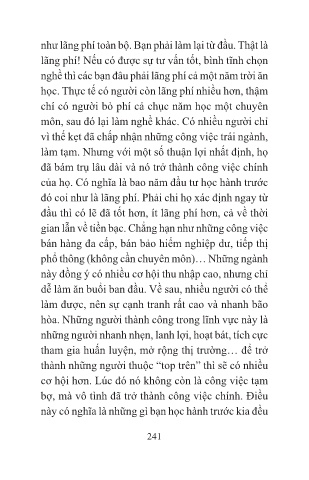 như lãng phí toàn bộ. Bạn phải làm lại từ đầu. Thật là
lãng phí! Nếu có được sự tư vấn tốt, bình tĩnh chọn
nghề thì các bạn đâu phải lãng phí cả một năm trời ăn
học. Thực tế có người còn lãng phí nhiều hơn, thậm
chí có người bỏ phí cả chục năm học một chuyên
môn, sau đó lại làm nghề khác. Có nhiều người chỉ
vì thế kẹt đã chấp nhận những công việc trái ngành,
làm tạm. Nhưng với một số thuận lợi nhất định, họ
đã bám trụ lâu dài và nó trở thành công việc chính
của họ. Có nghĩa là bao năm đầu tư học hành trước
đó coi như là lãng phí. Phải chi họ xác định ngay từ
đầu thì có lẽ đã tốt hơn, ít lãng phí hơn, cả về thời
gian lẫn về tiền bạc. Chẳng hạn như những công việc
bán hàng đa cấp, bán bảo hiểm nghiệp dư, tiếp thị
phổ thông (không cần chuyên môn)… Những ngành
này đồng ý có nhiều cơ hội thu nhập cao, nhưng chỉ
dễ làm ăn buổi ban đầu. Về sau, nhiều người có thể
làm được, nên sự cạnh tranh rất cao và nhanh bão
hòa. Những người thành công trong lĩnh vực này là
những người nhanh nhẹn, lanh lợi, hoạt bát, tích cực
tham gia huấn luyện, mở rộng thị trường… để trở
thành những người thuộc “top trên” thì sẽ có nhiều
cơ hội hơn. Lúc đó nó không còn là công việc tạm
bợ, mà vô tình đã trở thành công việc chính. Điều
này có nghĩa là những gì bạn học hành trước kia đều
241